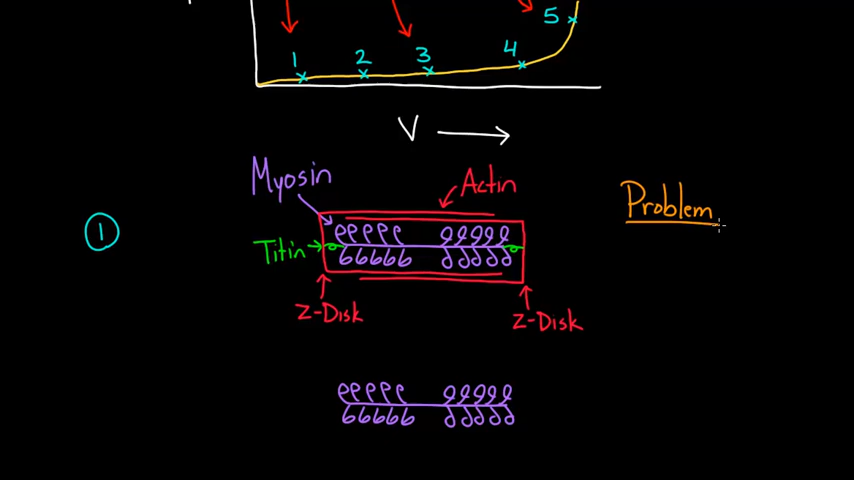 5
1 2 3 4
V
Myosin
Actin
Problem
1
Titin
Z-Disk
Z-Disk